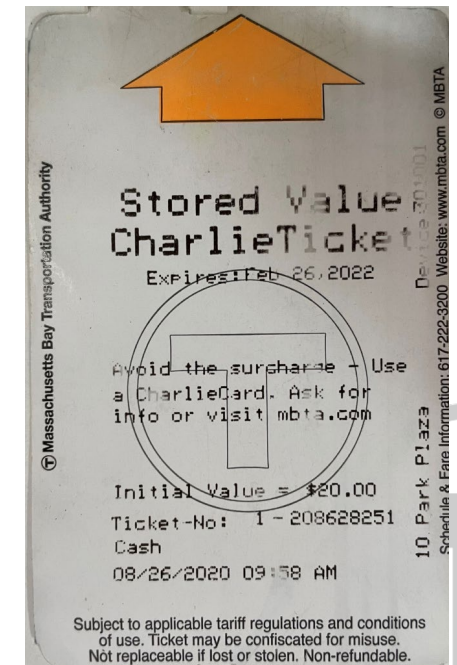 Stored Value
CharlieTicket
Expires:Feb 26,2022
Avoid the surcharge - Use
a CharlieCard. Ask for
info or visit mbta.com
Initial Value = $20.00
Ticket-No: 1-208628251
Cash
08/26/2020 09:58 AM
Subject to applicable tariff regulations and conditions
of use. Ticket may be confiscated for misuse.
Not replaceable if lost or stolen. Non-refundable.
T Massachusetts Bay Transportation Authority
10 Park Plaza Device:301001
Schedule & Fare Information: 617-222-3200 Website: www.mbta.com © MBTA
T